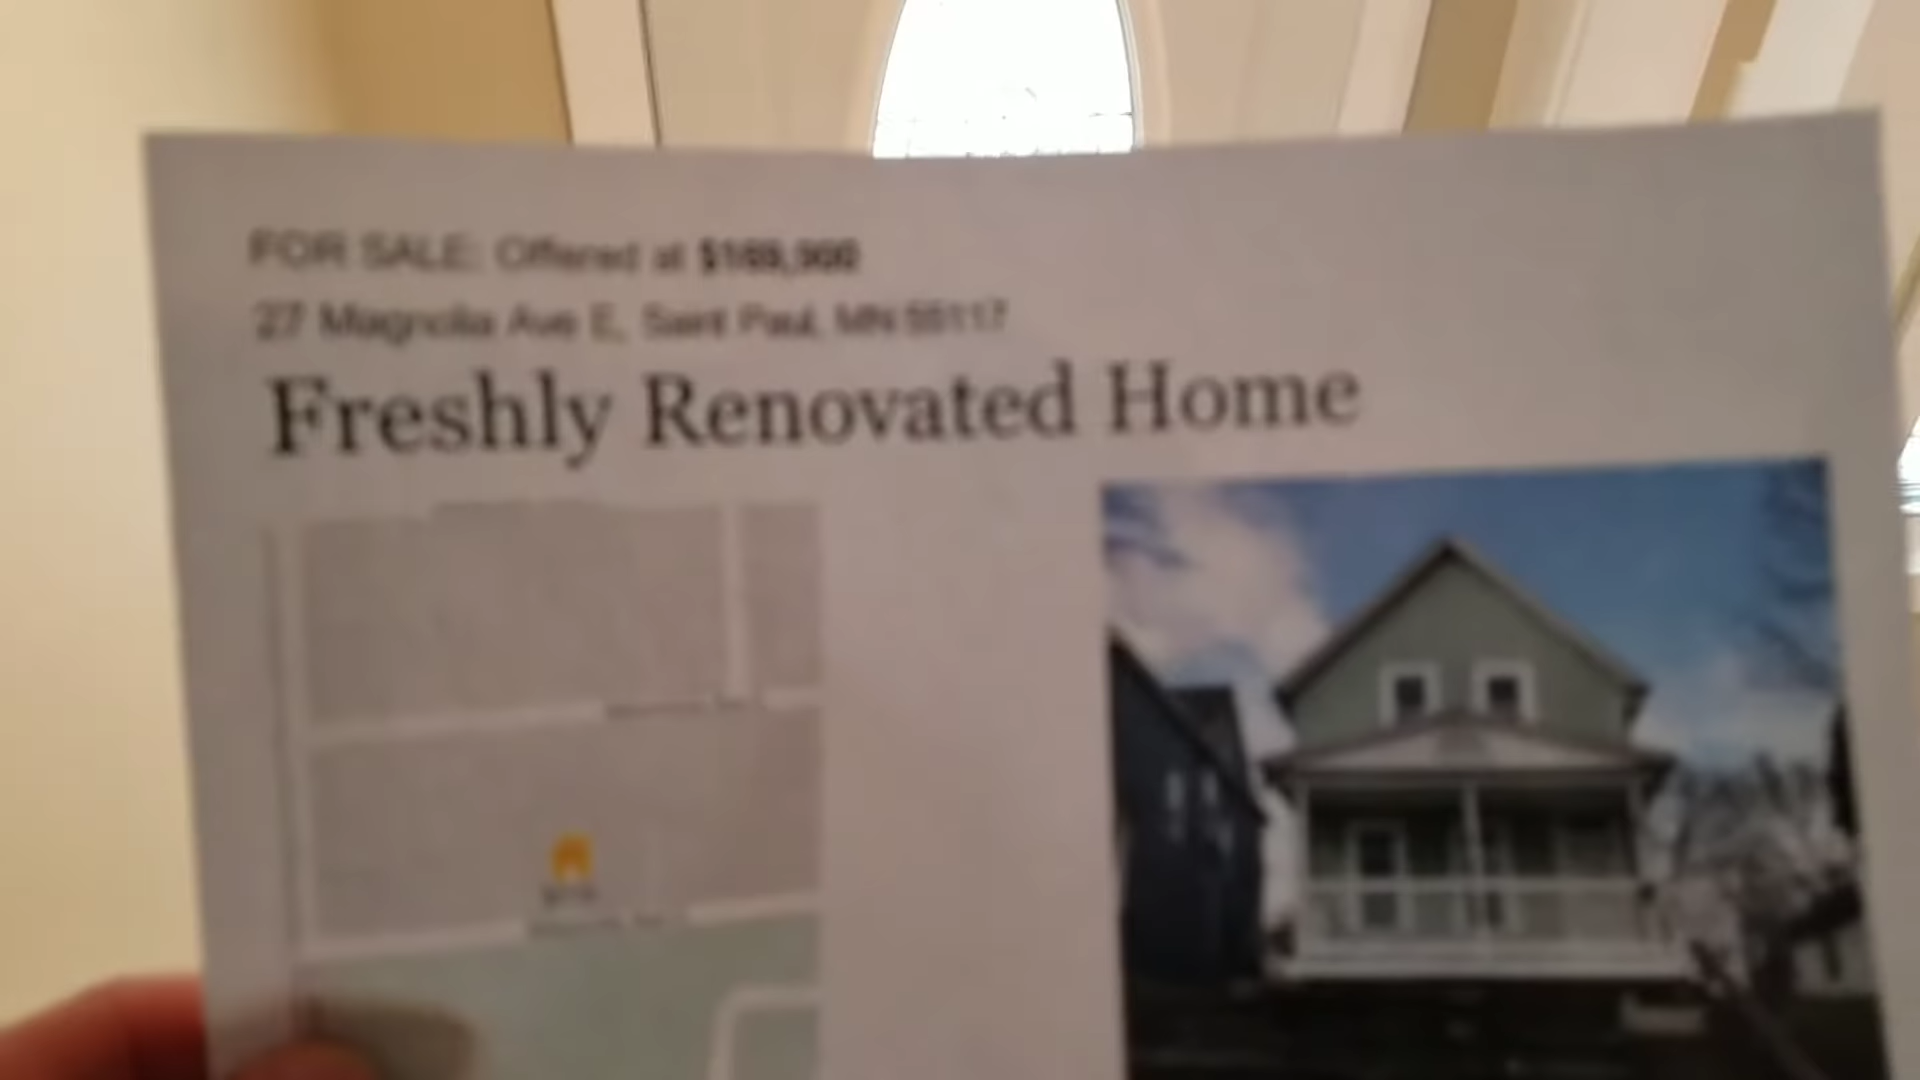 FOR SALE: Offered at
27 Magnolia Ave E, Saint Paul, MN 55117
Freshly Renovated Home